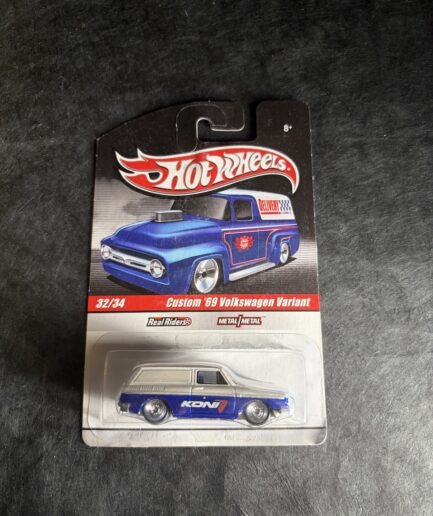 8+
Hot Wheels
DELIVERY
32/34 Custom '69 Volkswagen Variant
Real Riders METAL METAL
KONI